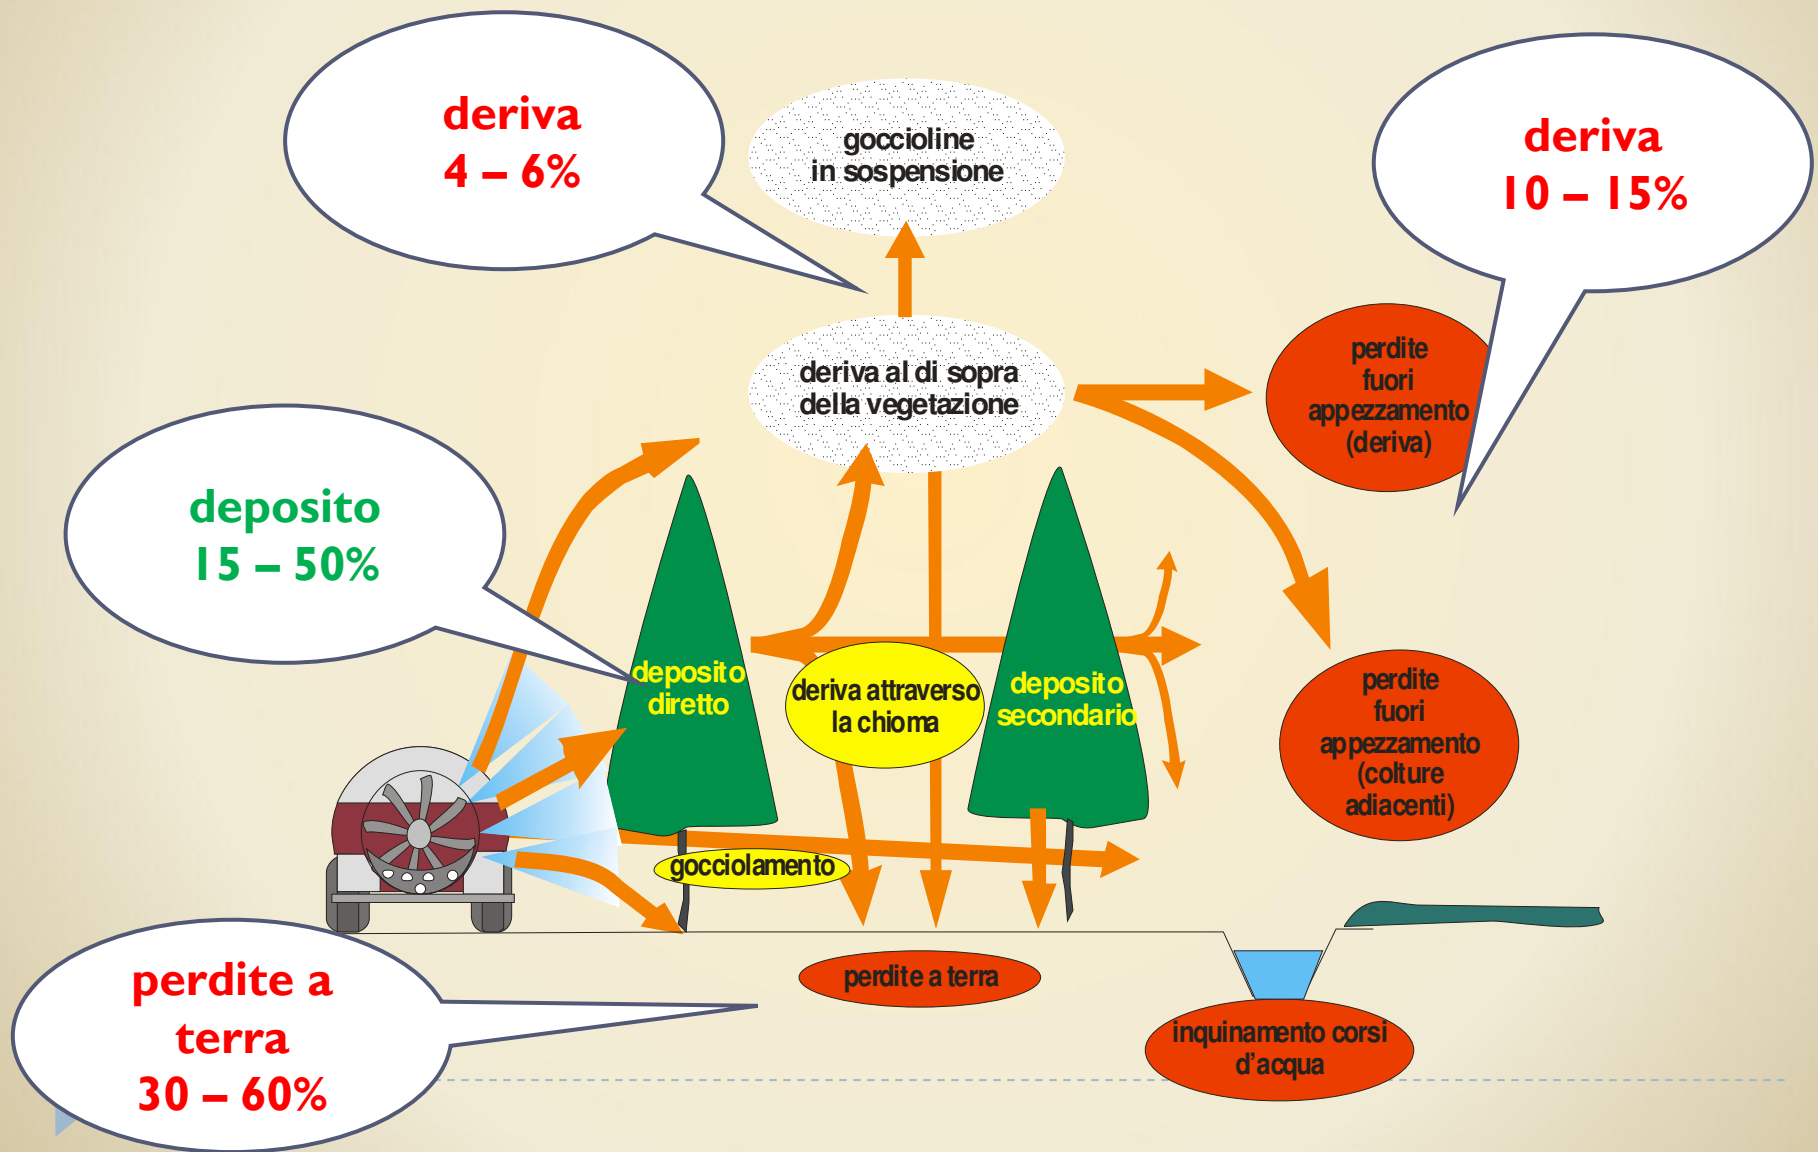 deriva
4 – 6%
goccioline
in sospensione
deriva
10 – 15%
deriva al di sopra
della vegetazione
perdite
fuori
appezzamento
(deriva)
deposito
15 – 50%
deposito
diretto
deriva attraverso
la chioma
deposito
secondario
perdite
fuori
appezzamento
(colture
adiacenti)
gocciolamento
perdite a
terra
30 – 60%
perdite a terra
inquinamento corsi
d'acqua